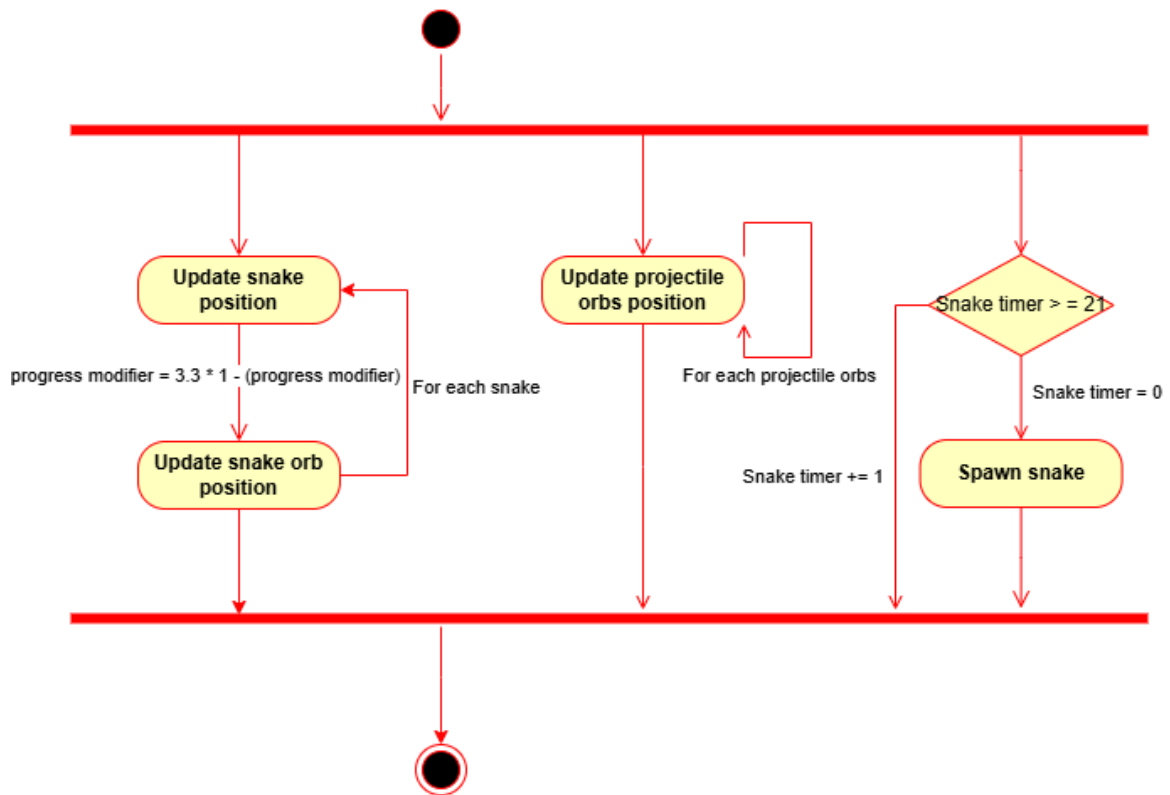 Update snake
position
Update projectile
orbs position
Snake timer > = 21
progress modifier = 3.3 * 1 - (progress modifier)
For each snake
For each projectile orbs
Snake timer = 0
Update snake orb
position
Snake timer += 1
Spawn snake